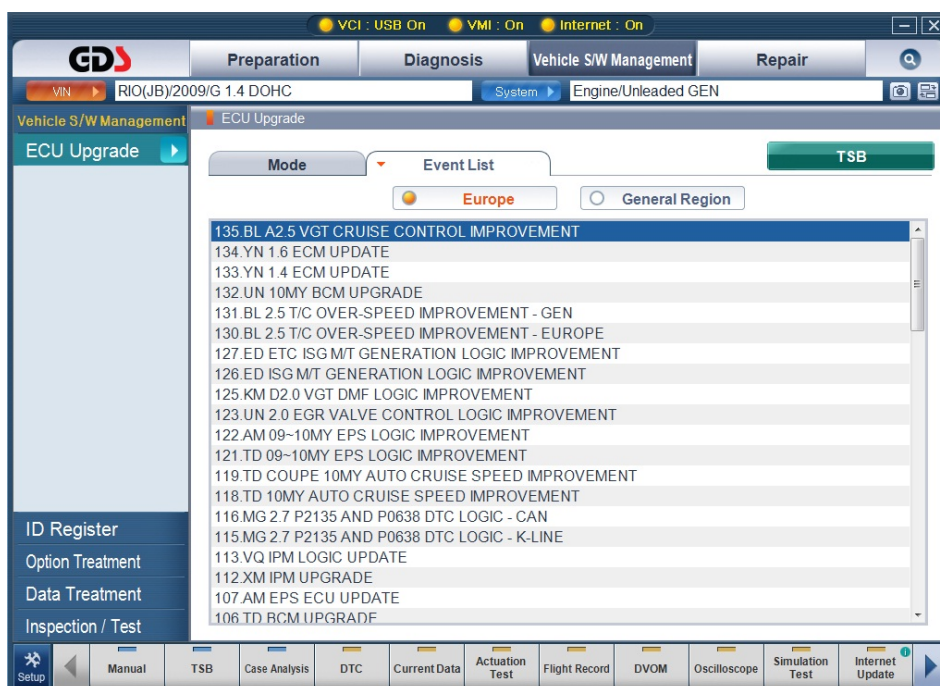 VCI : USB On VMI : On Internet : On
GDS Preparation Diagnosis Vehicle S/W Management Repair
VIN RIO(JB)/2009/G 1.4 DOHC System Engine/Unleaded GEN
Vehicle S/W Management ECU Upgrade
ECU Upgrade
Mode Event List TSB
Europe General Region
135.BL A2.5 VGT CRUISE CONTROL IMPROVEMENT
134.YN 1.6 ECM UPDATE
133.YN 1.4 ECM UPDATE
132.UN 10MY BCM UPGRADE
131.BL 2.5 T/C OVER-SPEED IMPROVEMENT - GEN
130.BL 2.5 T/C OVER-SPEED IMPROVEMENT - EUROPE
127.ED ETC ISG M/T GENERATION LOGIC IMPROVEMENT
126.ED ISG M/T GENERATION LOGIC IMPROVEMENT
125.KM D2.0 VGT DMF LOGIC IMPROVEMENT
123.UN 2.0 EGR VALVE CONTROL LOGIC IMPROVEMENT
122.AM 09~10MY EPS LOGIC IMPROVEMENT
121.TD 09~10MY EPS LOGIC IMPROVEMENT
119.TD COUPE 10MY AUTO CRUISE SPEED IMPROVEMENT
118.TD 10MY AUTO CRUISE SPEED IMPROVEMENT
116.MG 2.7 P2135 AND P0638 DTC LOGIC - CAN
115.MG 2.7 P2135 AND P0638 DTC LOGIC - K-LINE
113.VQ IPM LOGIC UPDATE
112.XM IPM UPGRADE
107.AM EPS ECU UPDATE
106.TD BCM UPGRADE
ID Register
Option Treatment
Data Treatment
Inspection / Test
Setup Manual TSB Case Analysis DTC Current Data Actuation Test Flight Record DVOM Oscilloscope Simulation Test Internet Update